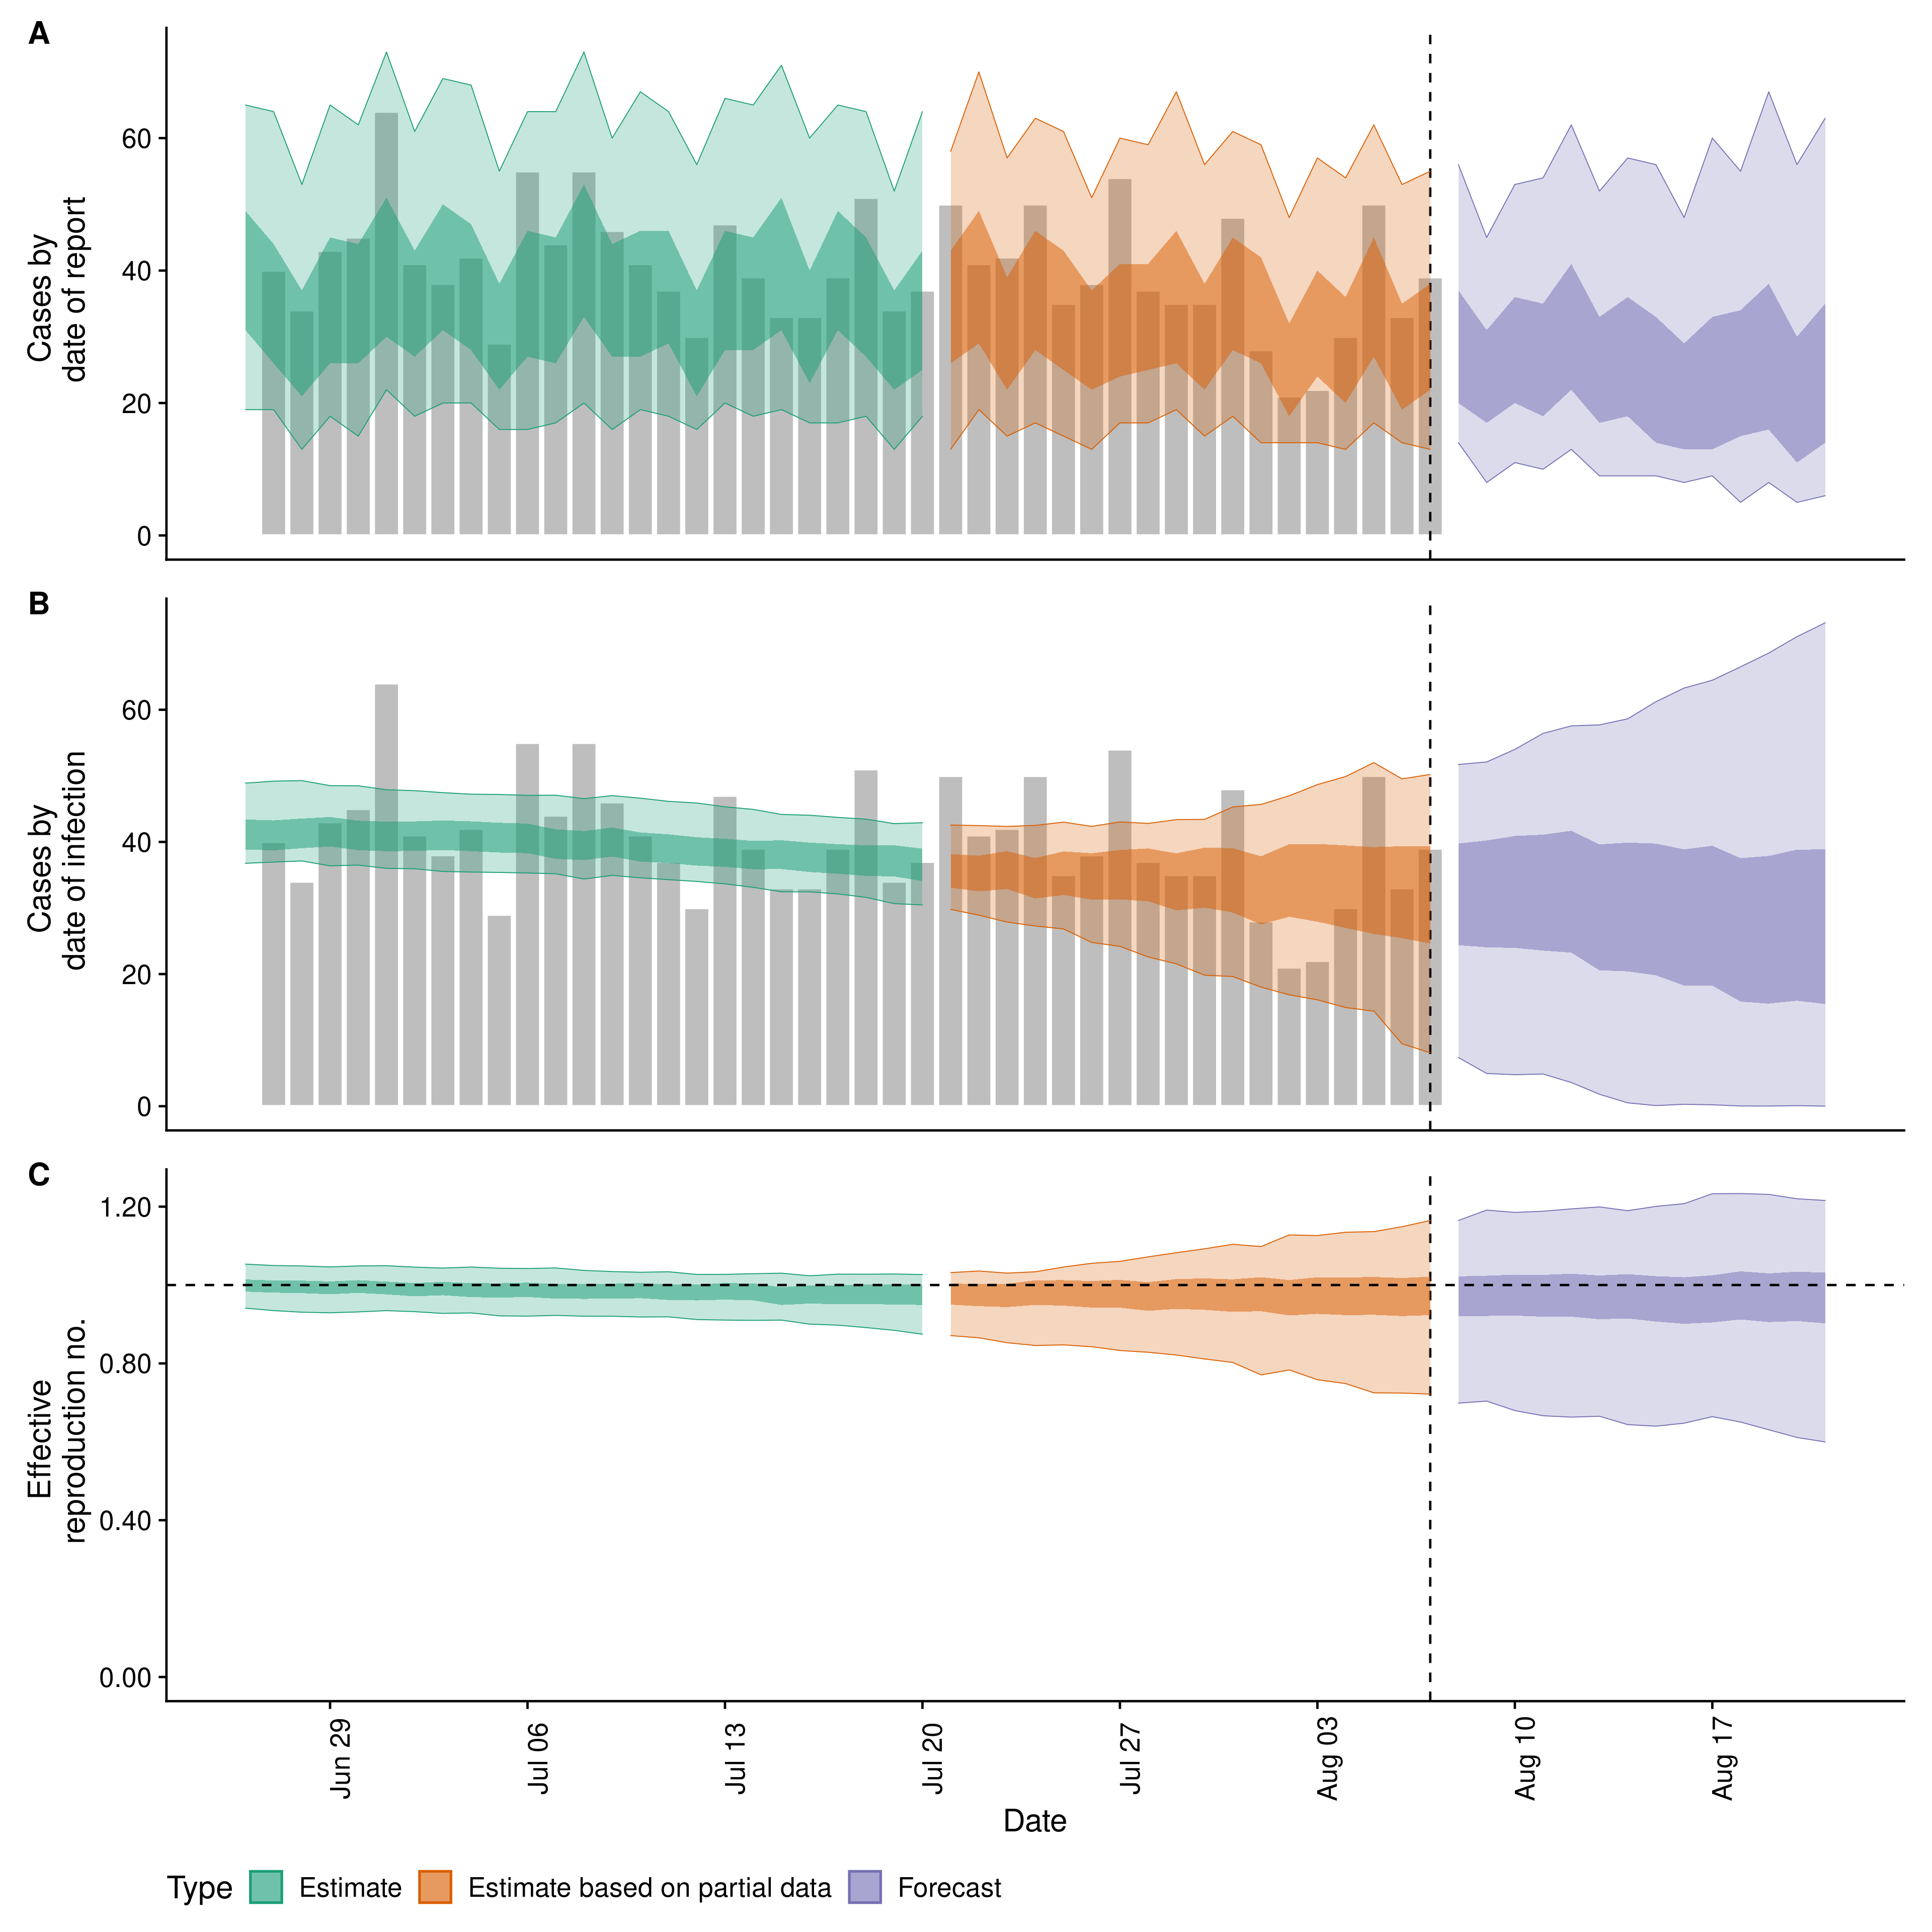 A
60
40
20
0
Cases by
date of report
B
60
40
20
0
Cases by
date of infection
C
1.20
0.80
0.40
0.00
Effective
reproduction no.
Jun 29
Jul 06
Jul 13
Jul 20
Jul 27
Aug 03
Aug 10
Aug 17
Date
Type Estimate Estimate based on partial data Forecast